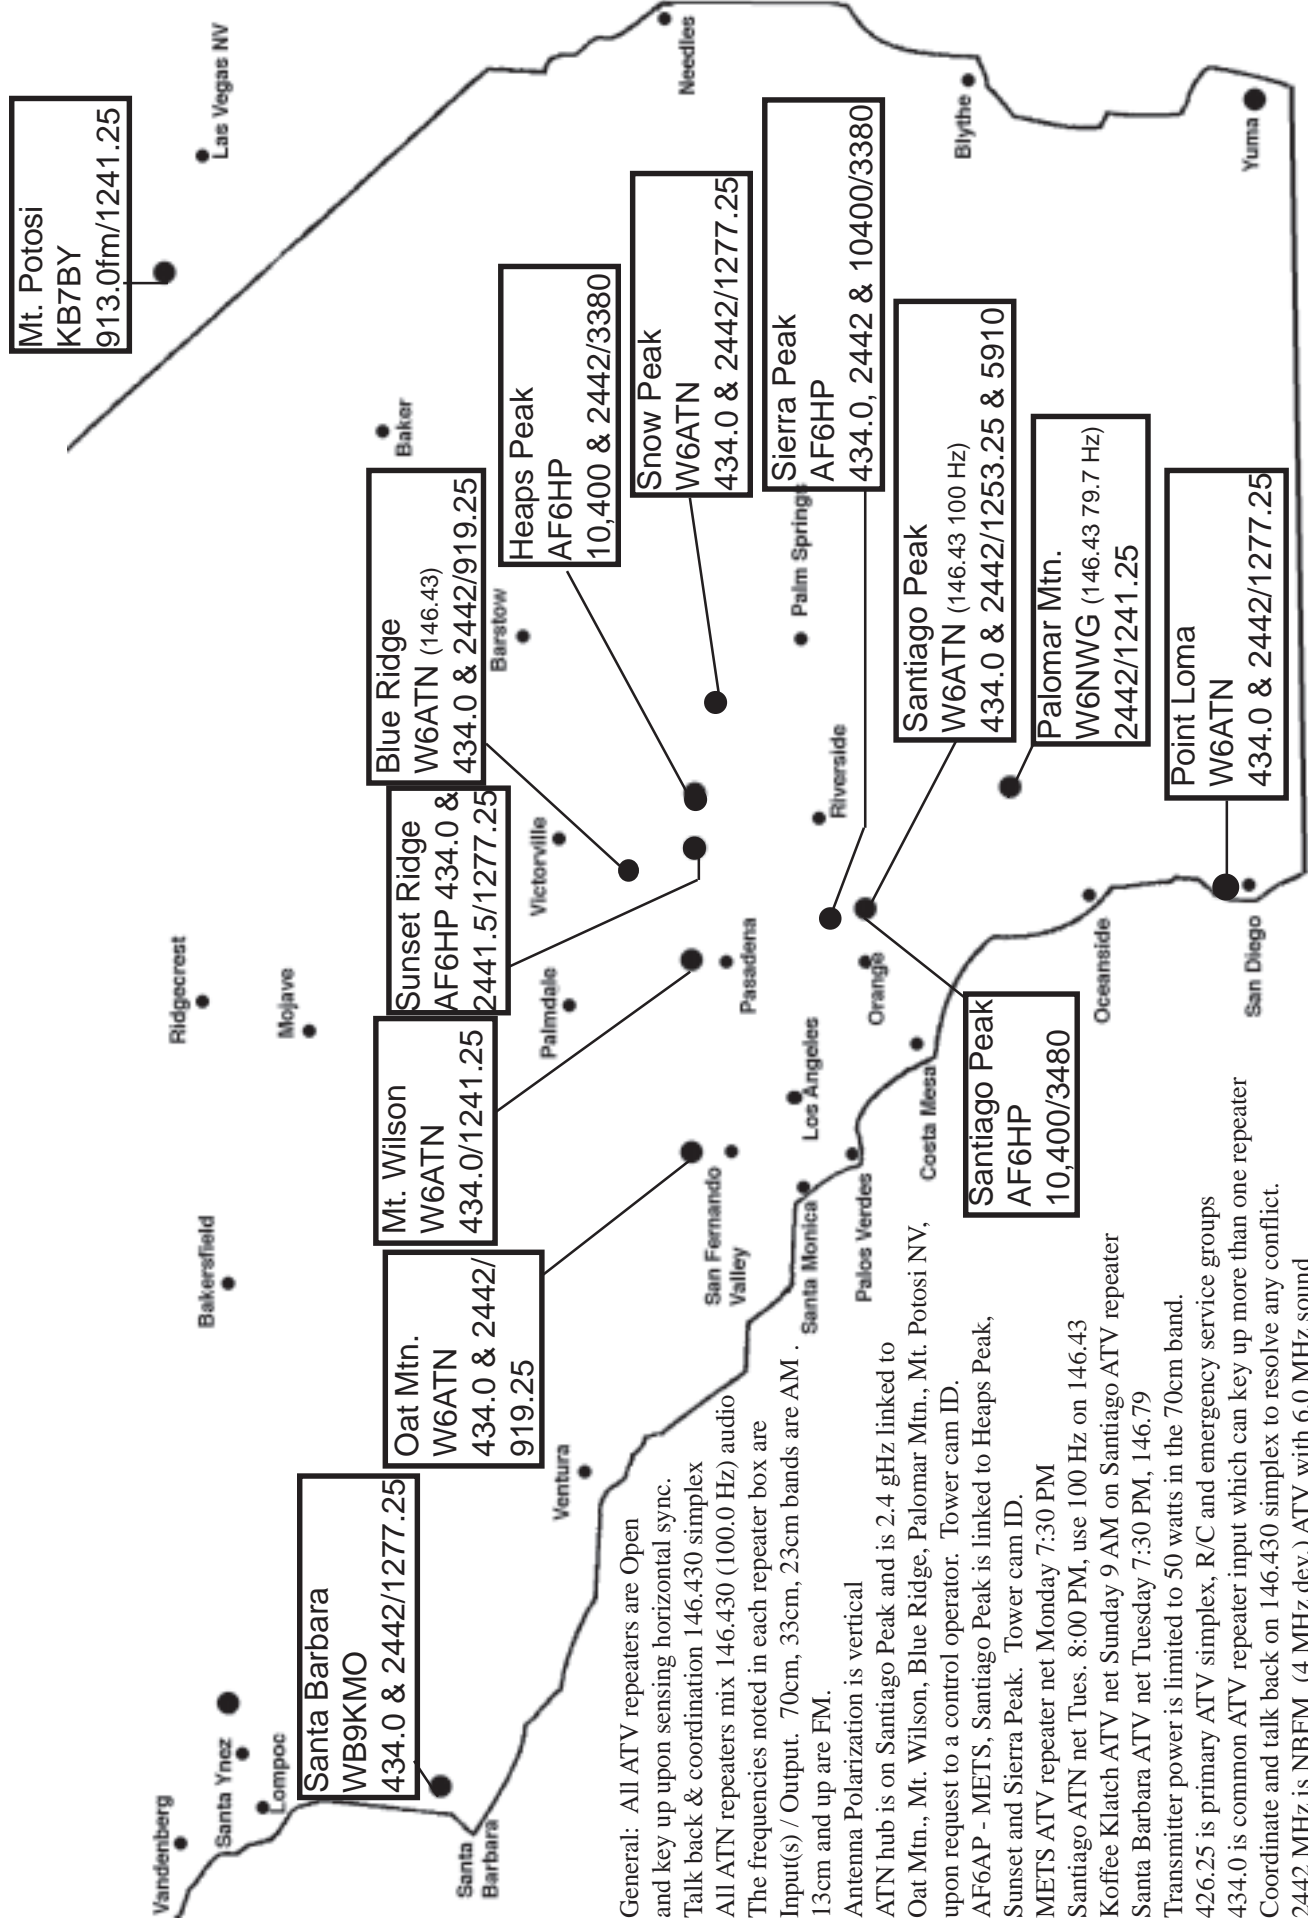 Mt. Potosi
KB7BY
913.0fm/1241.25
Las Vegas NV
Vandenberg
Santa Ynez
Lompoc
Bakersfield
Ridgecrest
Mojave
Baker
Santa Barbara
WB9KMO
434.0 & 2442/1277.25
Oat Mtn.
W6ATN
434.0 & 2442/
919.25
Mt. Wilson
W6ATN
434.0/1241.25
Sunset Ridge
AF6HP 434.0 &
2441.5/1277.25
Blue Ridge
W6ATN (146.43)
434.0 & 2442/919.25
Heaps Peak
AF6HP
10,400 & 2442/3380
Snow Peak
W6ATN
434.0 & 2442/1277.25
Sierra Peak
AF6HP
434.0, 2442 & 10400/3380
Santiago Peak
W6ATN (146.43 100 Hz)
434.0 & 2442/1253.25 & 5910
Palomar Mtn.
W6NWG (146.43 79.7 Hz)
2442/1241.25
Point Loma
W6ATN
434.0 & 2442/1277.25
Santiago Peak
AF6HP
10,400/3480
Santa
Barbara
Ventura
Palmdale
Victorville
Barstow
Needles
San Fernando
Valley
Pasadena
Santa Monica
Los Angeles
Riverside
Palm Springs
Palos Verdes
Orange
Costa Mesa
Blythe
Oceanside
San Diego
Yuma
General: All ATV repeaters are Open
and key up upon sensing horizontal sync.
Talk back & coordination 146.430 simplex
All ATN repeaters mix 146.430 (100.0 Hz) audio
The frequencies noted in each repeater box are
Input(s) / Output. 70cm, 33cm, 23cm bands are AM .
13cm and up are FM.
Antenna Polarization is vertical
ATN hub is on Santiago Peak and is 2.4 gHz linked to
Oat Mtn., Mt. Wilson, Blue Ridge, Palomar Mtn., Mt. Potosi NV,
upon request to a control operator. Tower cam ID.
AF6AP - METS, Santiago Peak is linked to Heaps Peak,
Sunset and Sierra Peak. Tower cam ID.
METS ATV repeater net Monday 7:30 PM
Santiago ATN net Tues. 8:00 PM, use 100 Hz on 146.43
Koffee Klatch ATV net Sunday 9 AM on Santiago ATV repeater
Santa Barbara ATV net Tuesday 7:30 PM, 146.79
Transmitter power is limited to 50 watts in the 70cm band.
426.25 is primary ATV simplex, R/C and emergency service groups
434.0 is common ATV repeater input which can key up more than one repeater
Coordinate and talk back on 146.430 simplex to resolve any conflict.
2442 MHz is NBFM (4 MHz dev.) ATV with 6.0 MHz sound